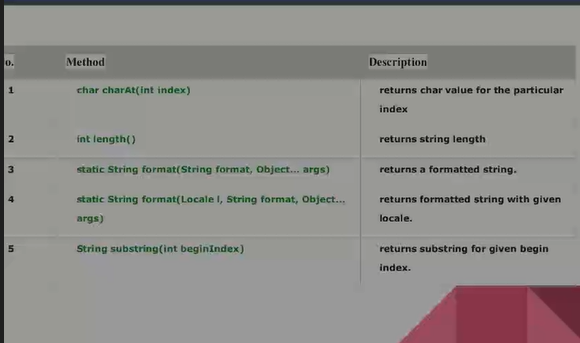 o. Method Description
1 char charAt(int index) returns char value for the particular
index
2 int length() returns string length
3 static String format(String format, Object... args) returns a formatted string.
4 static String format(Locale l, String format, Object... returns formatted string with given
args) locale.
5 String substring(int beginIndex) returns substring for given begin
index.